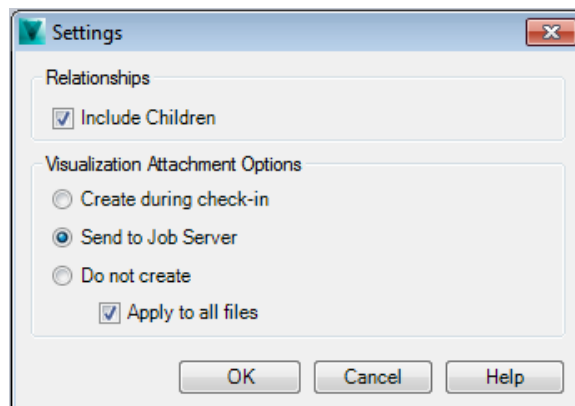 Settings
Relationships
Include Children
Visualization Attachment Options
Create during check-in
Send to Job Server
Do not create
Apply to all files
OK Cancel Help